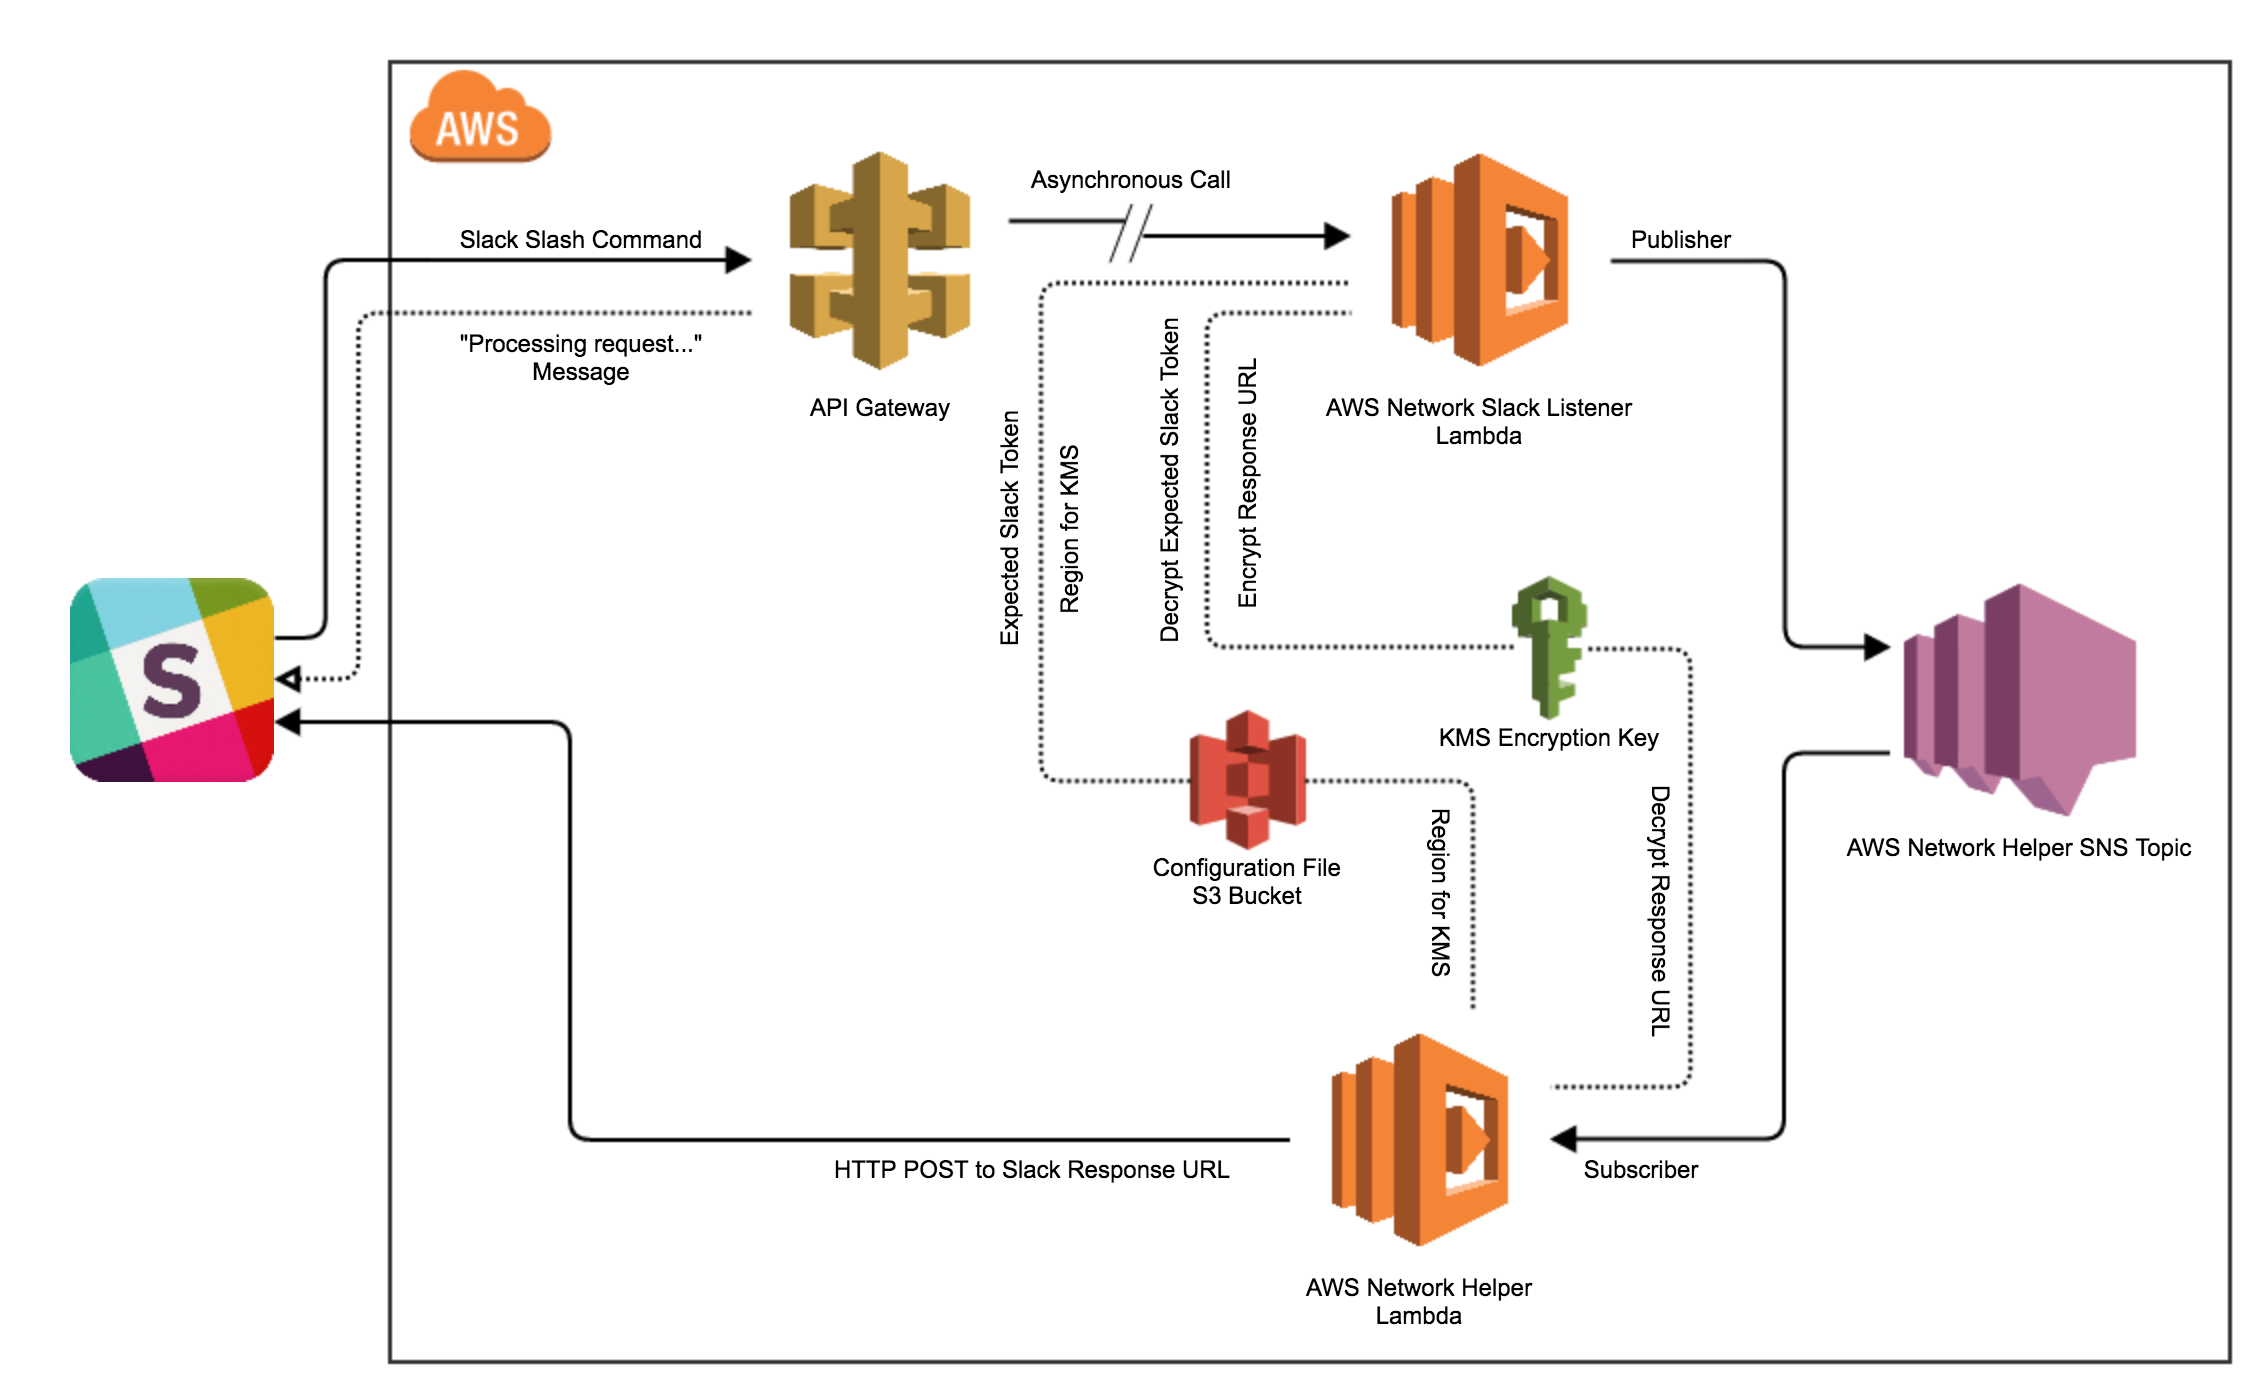 AWS
Asynchronous Call
Slack Slash Command
Publisher
"Processing request..."
Message
API Gateway
AWS Network Slack Listener
Lambda
Expected Slack Token
Region for KMS
Decrypt Expected Slack Token
Encrypt Response URL
S
KMS Encryption Key
Configuration File
S3 Bucket
Region for KMS
Decrypt Response URL
AWS Network Helper SNS Topic
HTTP POST to Slack Response URL
Subscriber
AWS Network Helper
Lambda